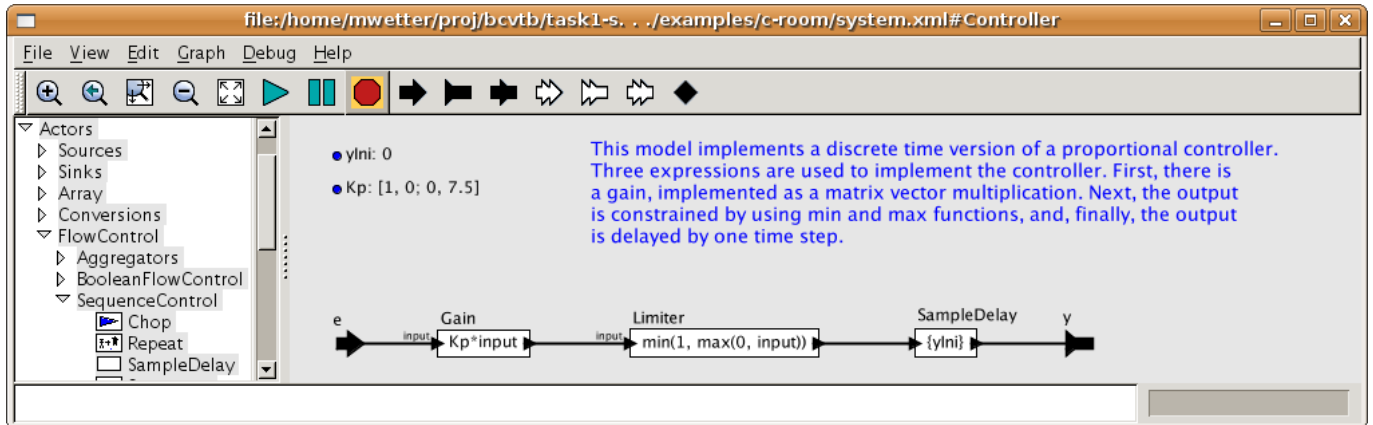 file:/home/mwetter/proj/bcvtb/task1-s. . ./examples/c-room/system.xml#Controller
File View Edit Graph Debug Help
Actors
Sources
Sinks
Array
Conversions
FlowControl
Aggregators
BooleanFlowControl
SequenceControl
Chop
Repeat
SampleDelay
yIni: 0
Kp: [1, 0; 0, 7.5]
This model implements a discrete time version of a proportional controller.
Three expressions are used to implement the controller. First, there is
a gain, implemented as a matrix vector multiplication. Next, the output
is constrained by using min and max functions, and, finally, the output
is delayed by one time step.
e Gain Limiter SampleDelay y
input Kp*input input min(1, max(0, input)) {yIni}